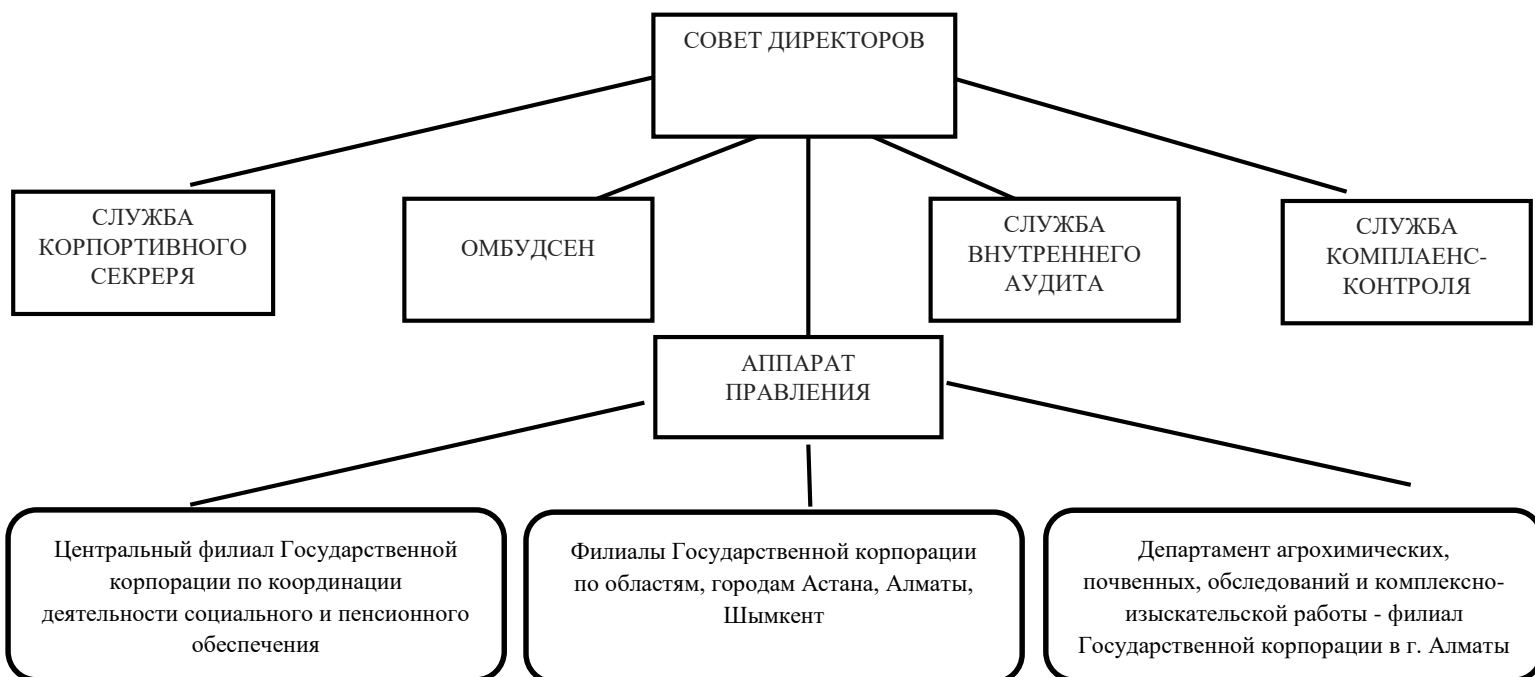 СОВЕТ ДИРЕКТОРОВ
СЛУЖБА
КОРПОРТИВНОГО
СЕКРЕРЯ
ОМБУДСЕН
СЛУЖБА
ВНУТРЕННЕГО
АУДИТА
СЛУЖБА
КОМПЛАЕНС-
КОНТРОЛЯ
АППАРАТ
ПРАВЛЕНИЯ
Центральный филиал Государственной
корпорации по координации
деятельности социального и пенсионного
обеспечения
Филиалы Государственной корпорации
по областям, городам Астана, Алматы,
Шымкент
Департамент агрохимических,
почвенных, обследований и комплексно-
изыскательской работы - филиал
Государственной корпорации в г. Алматы